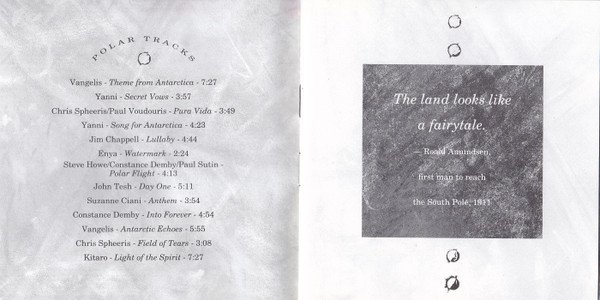 POLAR TRACKS
Vangelis - Theme from Antarctica - 7:27
Yanni - Secret Vows - 3:57
Chris Spheeris/Paul Voudouris - Pura Vida - 3:49
Yanni - Song for Antarctica - 4:23
Jim Chappell - Lullaby - 4:44
Enya - Watermark - 2:24
Steve Howe/Constance Demby/Paul Sutin -
Polar Flight - 4:13
John Tesh - Day One - 5:11
Suzanne Ciani - Anthem - 3:54
Constance Demby - Into Forever - 4:54
Vangelis - Antarctic Echoes - 5:55
Chris Spheeris - Field of Tears - 3:08
Kitaro - Light of the Spirit - 7:27
The land looks like
a fairytale.
— Roald Amundsen,
first man to reach
the South Pole, 1911